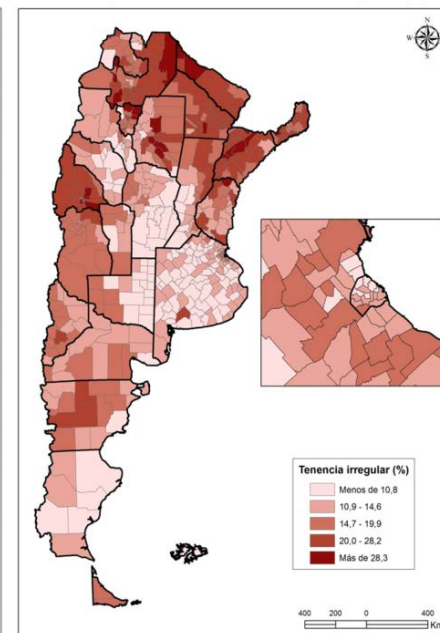 N
W E
S
Tenencia irregular (%)
Menos de 10,8
10,9 - 14,6
14,7 - 19,9
20,0 - 28,2
Más de 28,3
400 200 0 400
Km